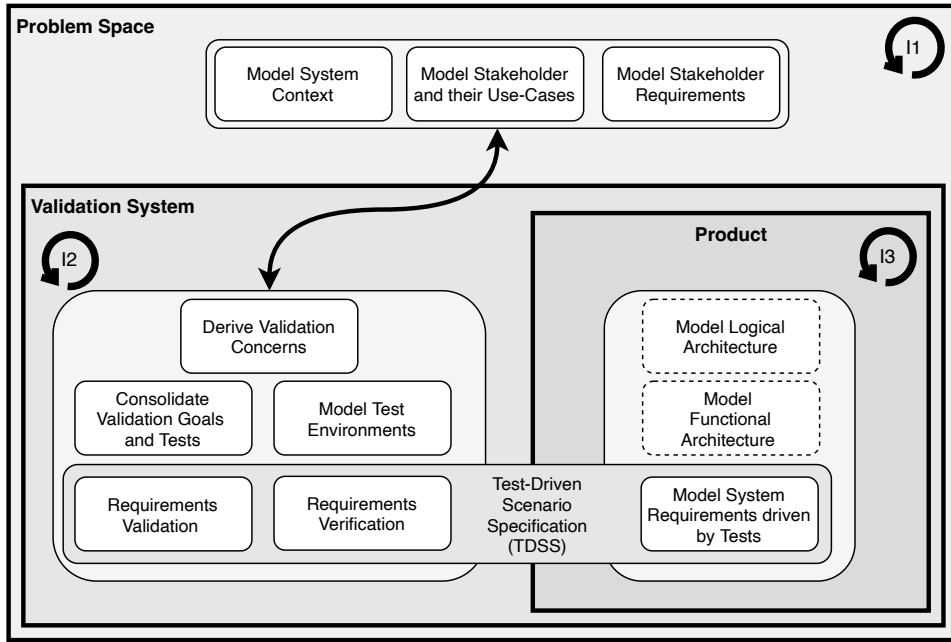 Problem Space
I1
Model System
Context
Model Stakeholder
and their Use-Cases
Model Stakeholder
Requirements
Validation System
I2
Product
I3
Derive Validation
Concerns
Consolidate
Validation Goals
and Tests
Model Test
Environments
Model Logical
Architecture
Model
Functional
Architecture
Requirements
Validation
Requirements
Verification
Test-Driven
Scenario
Specification
(TDSS)
Model System
Requirements driven
by Tests